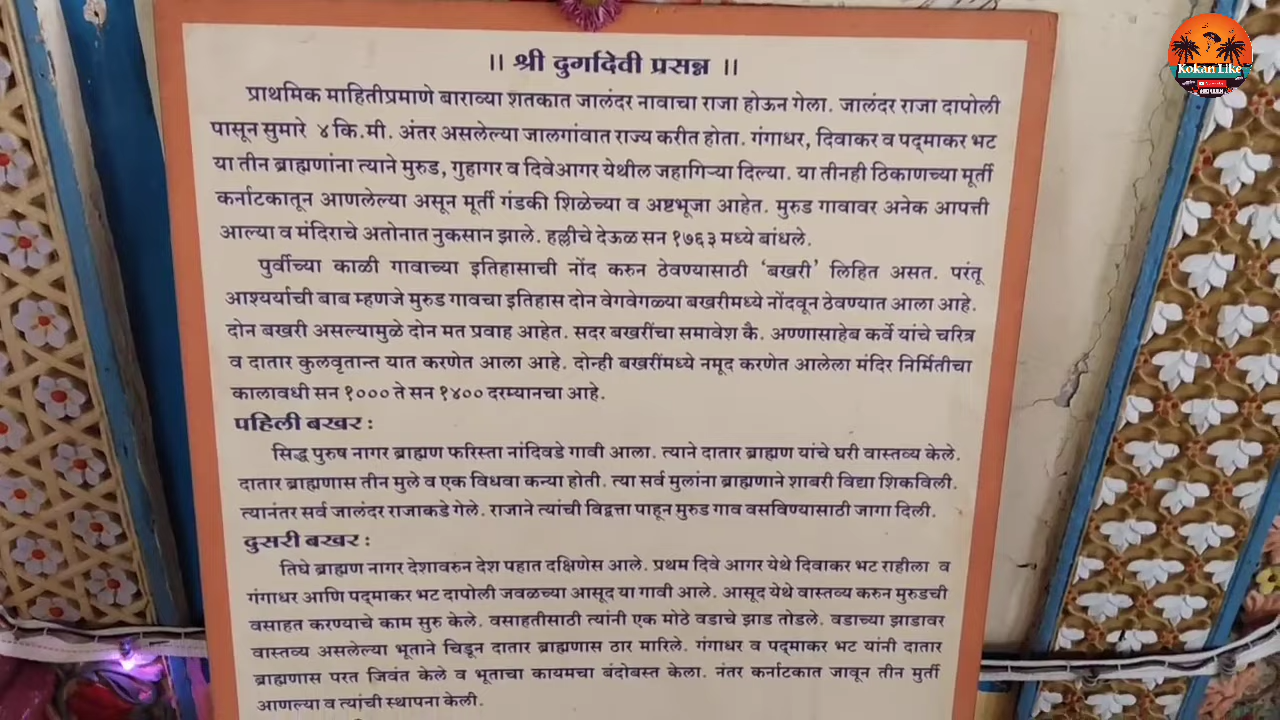 ।। श्री दुर्गादेवी प्रसन्न ।।
प्राथमिक माहितीप्रमाणे बाराव्या शतकात जालंदर नावाचा राजा होऊन गेला. जालंदर राजा दापोली
पासून सुमारे ४ कि.मी. अंतर असलेल्या जालगांवात राज्य करीत होता. गंगाधर, दिवाकर व पद्माकर भट
या तीन ब्राह्मणांना त्याने मुरुड, गुहागर व दिवेआगर येथील जहागिऱ्या दिल्या. या तीनही ठिकाणच्या मूर्ती
कर्नाटकातून आणलेल्या असून मूर्ती गंडकी शिळेच्या व अष्टभूजा आहेत. मुरुड गावावर अनेक आपत्ती
आल्या व मंदिराचे अतोनात नुकसान झाले. हल्लीचे देऊळ सन १७६३ मध्ये बांधले.
पुर्वीच्या काळी गावाच्या इतिहासाची नोंद करुन ठेवण्यासाठी 'बखरी' लिहित असत. परंतू
आश्यर्याची बाब म्हणजे मुरुड गावचा इतिहास दोन वेगवेगळ्या बखरीमध्ये नोंदवून ठेवण्यात आला आहे.
दोन बखरी असल्यामुळे दोन मत प्रवाह आहेत. सदर बखरींचा समावेश कै. अण्णासाहेब कर्वे यांचे चरित्र
व दातार कुलवृतान्त यात करणेत आला आहे. दोन्ही बखरींमध्ये नमूद करणेत आलेला मंदिर निर्मितीचा
कालावधी सन १००० ते सन १४०० दरम्यानचा आहे.
पहिली बखर :
सिद्ध पुरुष नागर ब्राह्मण फरिस्ता नांदिवडे गावी आला. त्याने दातार ब्राह्मण यांचे घरी वास्तव्य केले.
दातार ब्राह्मणास तीन मुले व एक विधवा कन्या होती. त्या सर्व मुलांना ब्राह्मणाने शाबरी विद्या शिकविली.
त्यानंतर सर्व जालंदर राजाकडे गेले. राजाने त्यांची विद्वत्ता पाहून मुरुड गाव वसविण्यासाठी जागा दिली.
दुसरी बखर :
तिघे ब्राह्मण नागर देशावरुन देश पहात दक्षिणेस आले. प्रथम दिवे आगर येथे दिवाकर भट राहीला व
गंगाधर आणि पद्माकर भट दापोली जवळच्या आसूद या गावी आले. आसूद येथे वास्तव्य करुन मुरुडची
वसाहत करण्याचे काम सुरु केले. वसाहतीसाठी त्यांनी एक मोठे वडाचे झाड तोडले. वडाच्या झाडावर
वास्तव्य असलेल्या भूताने चिडून दातार ब्राह्मणास ठार मारिले. गंगाधर व पद्माकर भट यांनी दातार
ब्राह्मणास परत जिवंत केले व भूताचा कायमचा बंदोबस्त केला. नंतर कर्नाटकात जावून तीन मुर्ती
आणल्या व त्यांची स्थापना केली.
Kokan Like